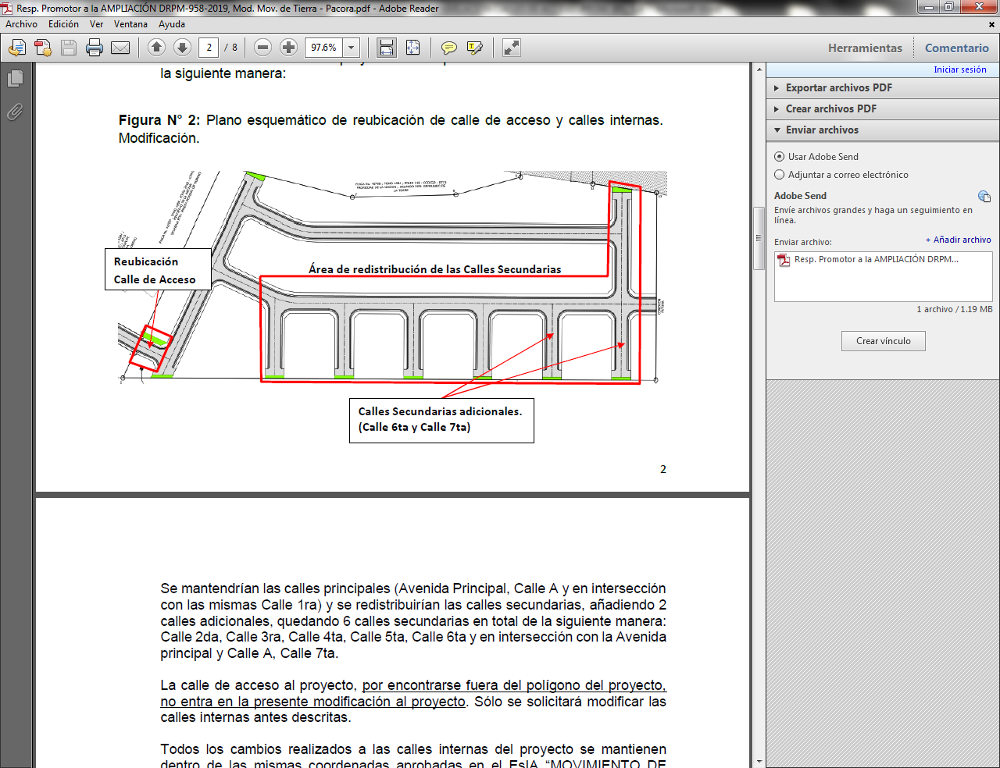 Resp. Promotor a la AMPLIACIÓN DRPM-958-2019, Mod. Mov. de Tierra - Pacora.pdf - Adobe Reader
Archivo Edición Ver Ventana Ayuda
2 / 8 97.6% Herramientas Comentario
Iniciar sesión
Exportar archivos PDF
Crear archivos PDF
Enviar archivos
Usar Adobe Send
Adjuntar a correo electrónico
Adobe Send
Envíe archivos grandes y haga un seguimiento en
línea.
Enviar archivo: + Añadir archivo
Resp. Promotor a la AMPLIACIÓN DRPM...
1 archivo / 1.19 MB
Crear vínculo
la siguiente manera:
Figura N° 2: Plano esquemático de reubicación de calle de acceso y calles internas.
Modificación.
Reubicación
Calle de Acceso
Área de redistribución de las Calles Secundarias
Calles Secundarias adicionales.
(Calle 6ta y Calle 7ta)
2
Se mantendrían las calles principales (Avenida Principal, Calle A y en intersección
con las mismas Calle 1ra) y se redistribuirían las calles secundarias, añadiendo 2
calles adicionales, quedando 6 calles secundarias en total de la siguiente manera:
Calle 2da, Calle 3ra, Calle 4ta, Calle 5ta, Calle 6ta y en intersección con la Avenida
principal y Calle A, Calle 7ta.
La calle de acceso al proyecto, por encontrarse fuera del polígono del proyecto,
no entra en la presente modificación al proyecto. Sólo se solicitará modificar las
calles internas antes descritas.
Todos los cambios realizados a las calles internas del proyecto se mantienen
dentro de las mismas coordenadas aprobadas en el EsIA “MOVIMIENTO DE